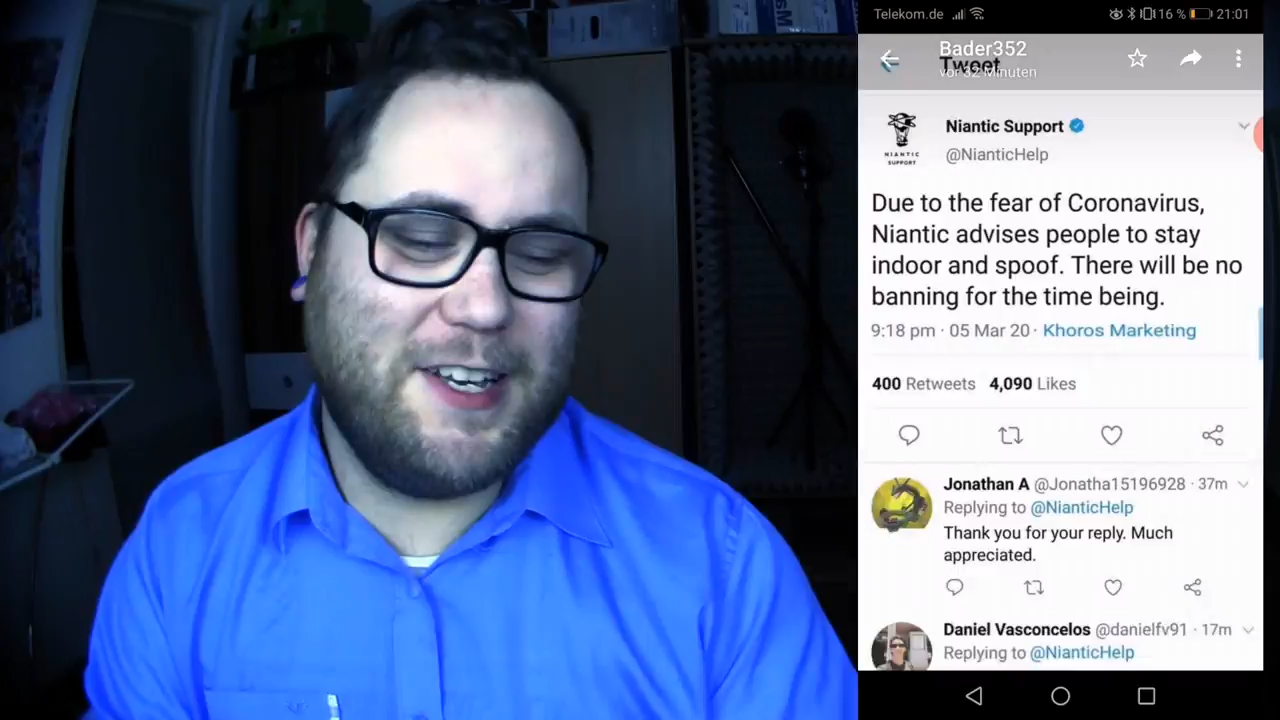 Telekom.de
16 %
21:01
Bader352
Tweet
vor 32 Minuten
NIANTIC
SUPPORT
Niantic Support
@NianticHelp
Due to the fear of Coronavirus,
Niantic advises people to stay
indoor and spoof. There will be no
banning for the time being.
9:18 pm · 05 Mar 20 · Khoros Marketing
400 Retweets 4,090 Likes
Jonathan A @Jonatha15196928 · 37m
Replying to @NianticHelp
Thank you for your reply. Much
appreciated.
Daniel Vasconcelos @danielfv91 · 17m
Replying to @NianticHelp